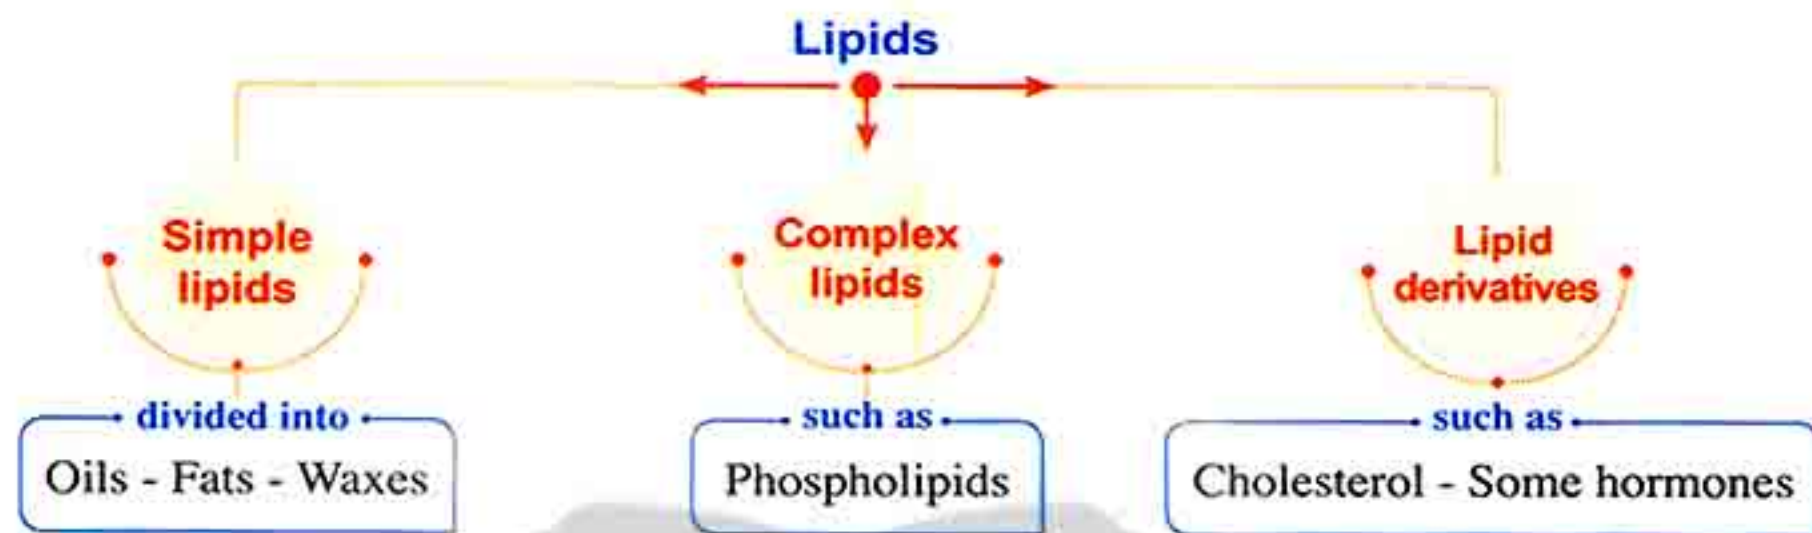 Lipids
Simple
lipids
divided into
Oils - Fats - Waxes
Complex
lipids
such as
Phospholipids
Lipid
derivatives
such as
Cholesterol - Some hormones